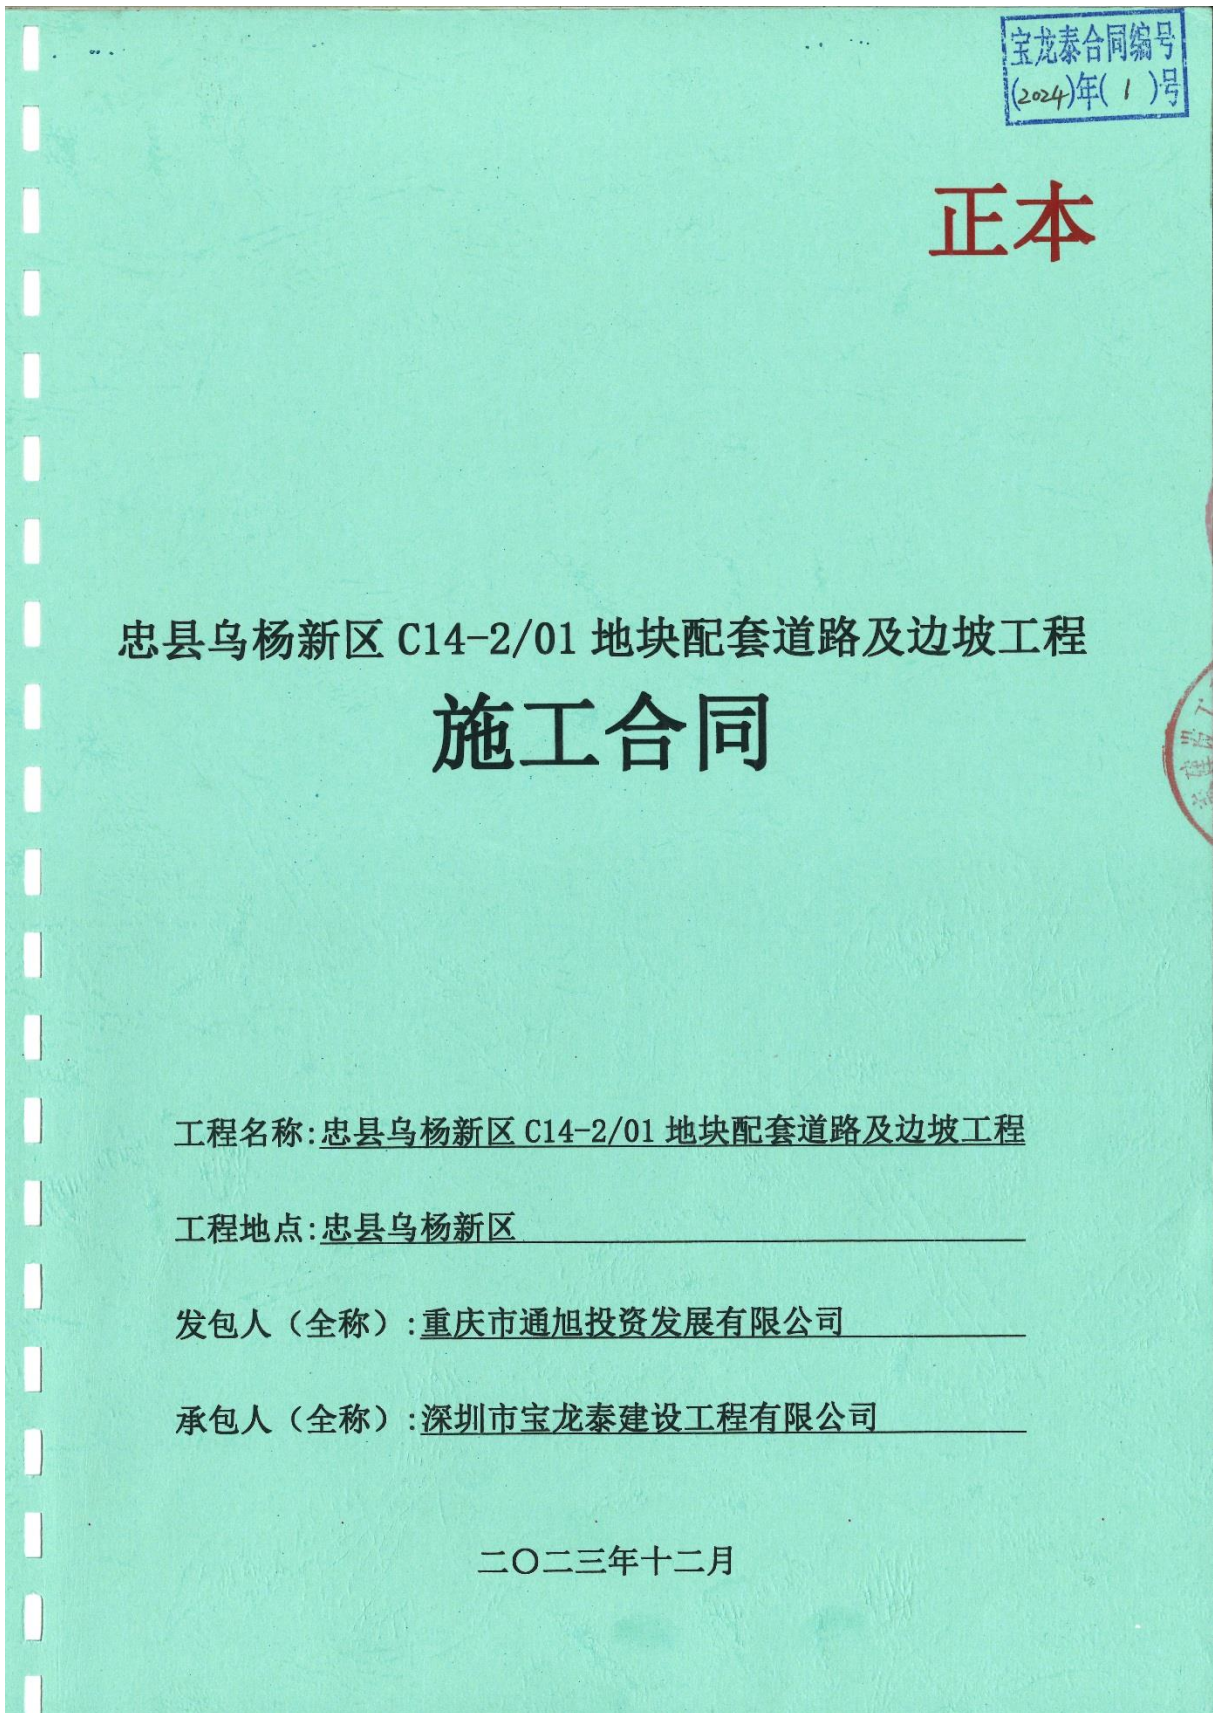 宝龙泰合同编号
(2024)年(1)号
正本
忠县乌杨新区C14-2/01地块配套道路及边坡工程
施工合同
工程名称:忠县乌杨新区C14-2/01地块配套道路及边坡工程
工程地点:忠县乌杨新区
发包人（全称）:重庆市通旭投资发展有限公司
承包人（全称）:深圳市宝龙泰建设工程有限公司
二〇二三年十二月